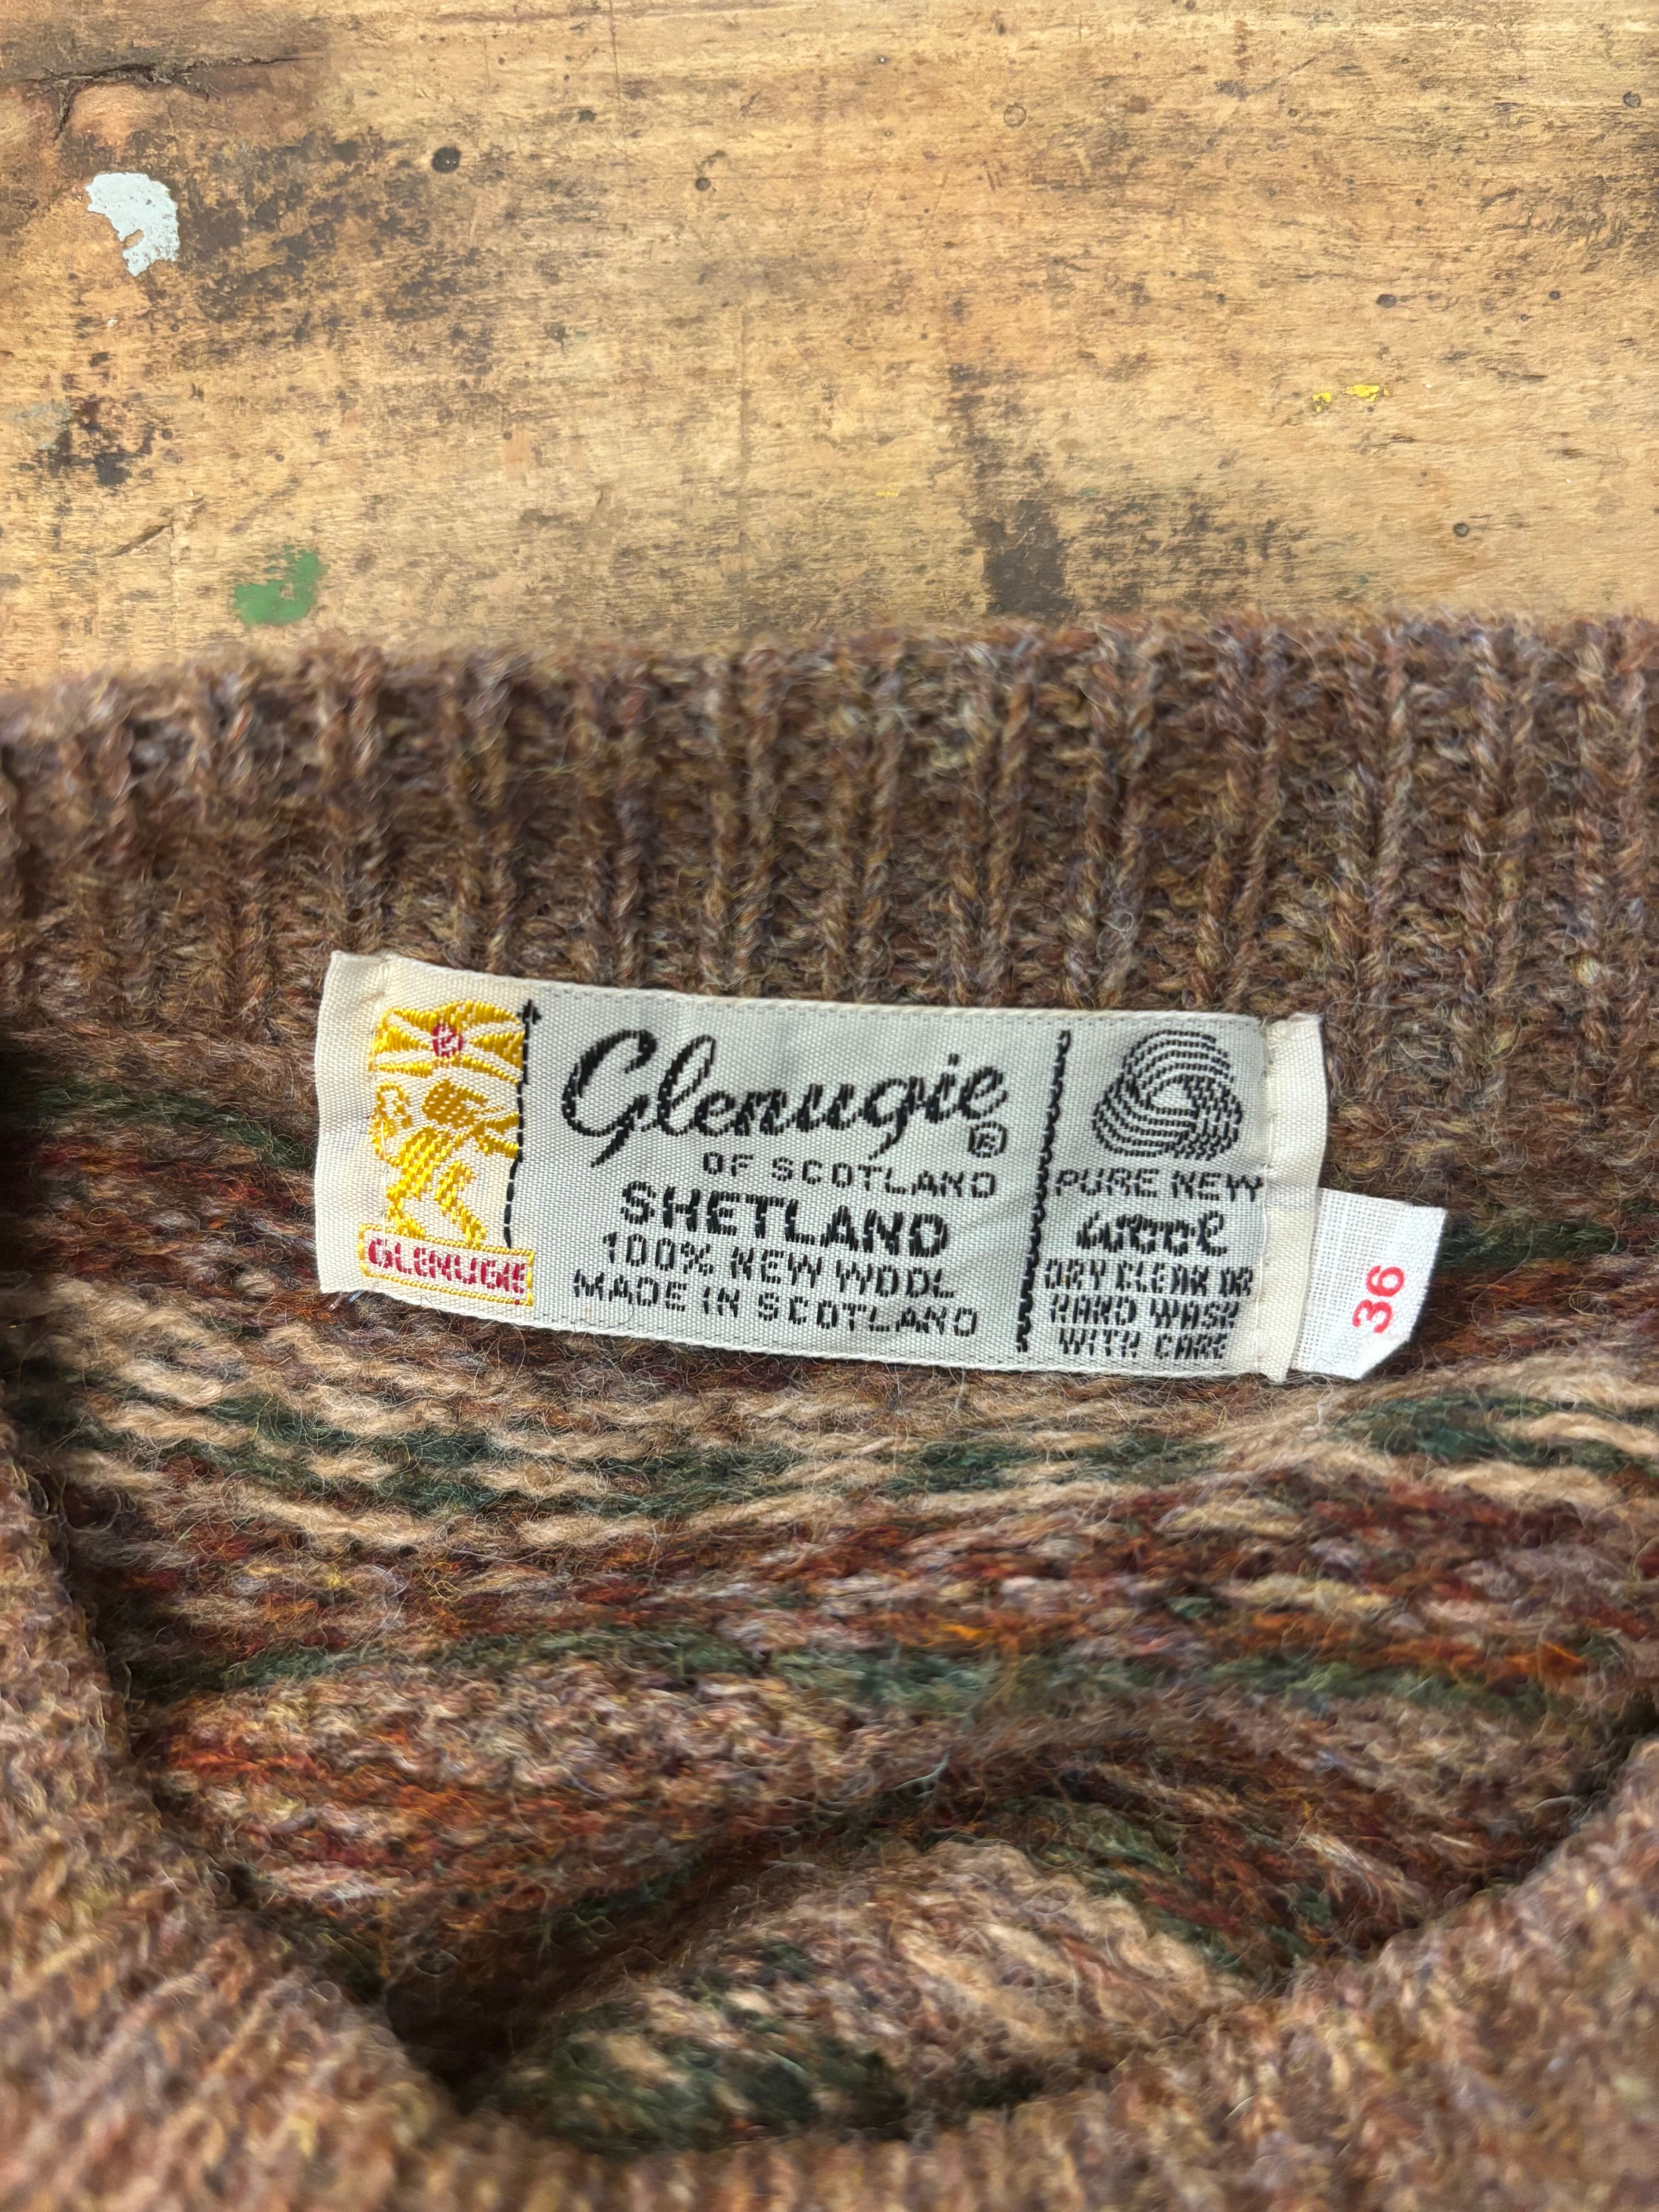 GLENUGIE
Glenugie ®
OF SCOTLAND
SHETLAND
100% NEW WOOL
MADE IN SCOTLAND
PURE NEW
WOOL
DRY CLEAN OR
HAND WASH
WITH CARE
36